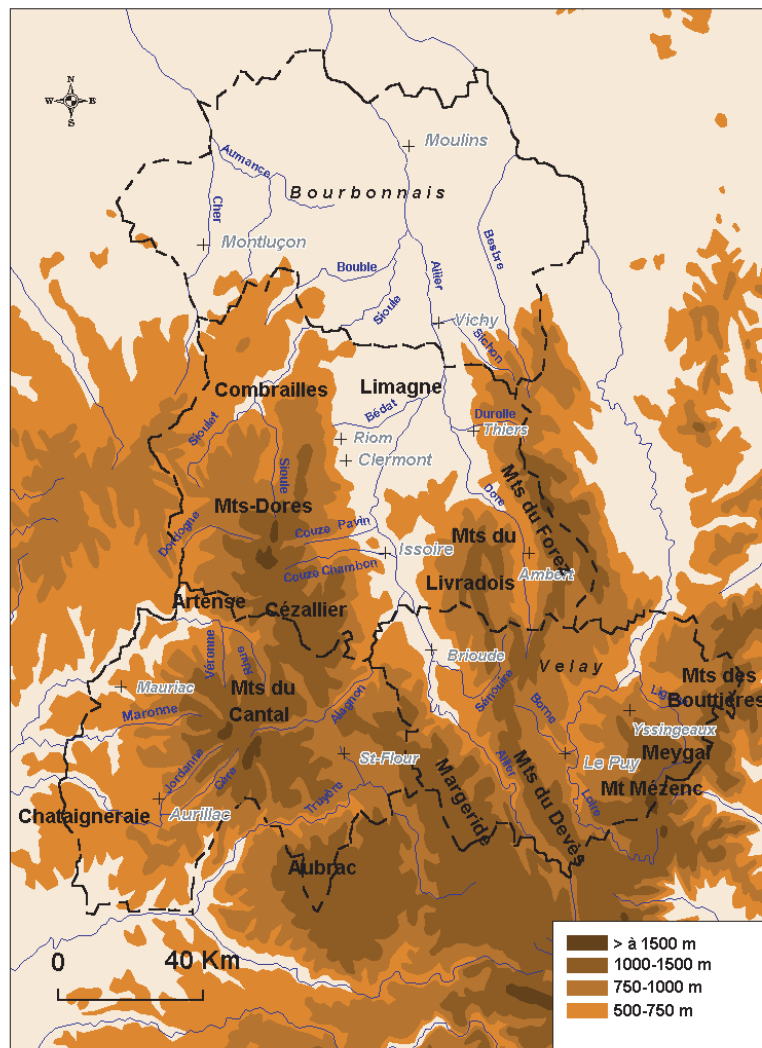 N
W E
S
Moulins
Aumance
Bourbonnais
Cher
Montluçon
Bouble
Allier
Besbre
Sioule
Vichy
Sichon
Combrailles
Limagne
Bédat
Durolle
Sioulet
Riom
Thiers
Clermont
Sioule
Mts du Forez
Dore
Mts-Dores
Couze Pavin
Mts du
Dordogne
Issoire
Couze Chambon
Livradois
Ambert
Artense
Cézallier
Véronne
Rhue
Brioude
Velay
Mts des
Mauriac
Mts du
Sénouire
Lignon
Bouttières
Cantal
Alagnon
Borne
Maronne
Yssingeaux
St-Flour
Allier
Le Puy
Meygal
Jordanne
Cère
Margeride
Mts du Devès
Mt Mézenc
Truyère
Loire
Chataigneraie
Aurillac
Aubrac
> à 1500 m
1000-1500 m
750-1000 m
500-750 m
0 40 Km